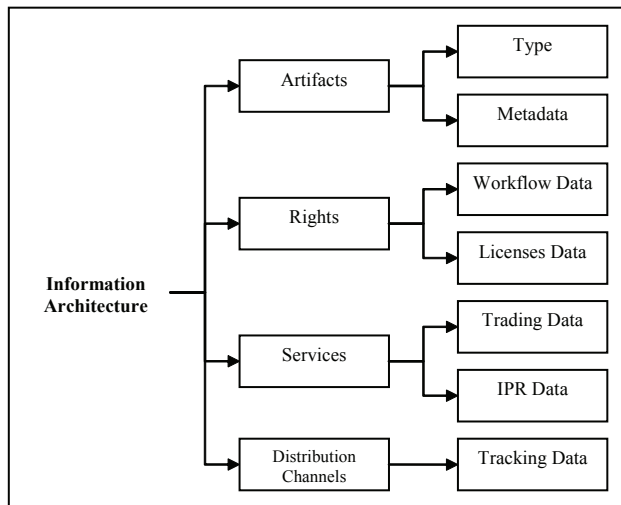 Information
Architecture
Artifacts
Type
Metadata
Rights
Workflow Data
Licenses Data
Services
Trading Data
IPR Data
Distribution
Channels
Tracking Data